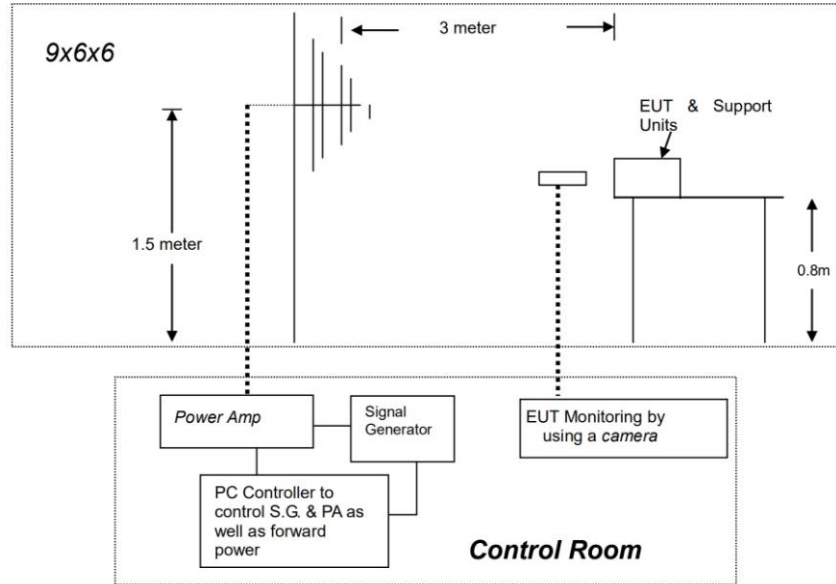 9x6x6
3 meter
EUT & Support
Units
1.5 meter
0.8m
Power Amp
Signal
Generator
EUT Monitoring by
using a camera
PC Controller to
control S.G. & PA as
well as forward
power
Control Room